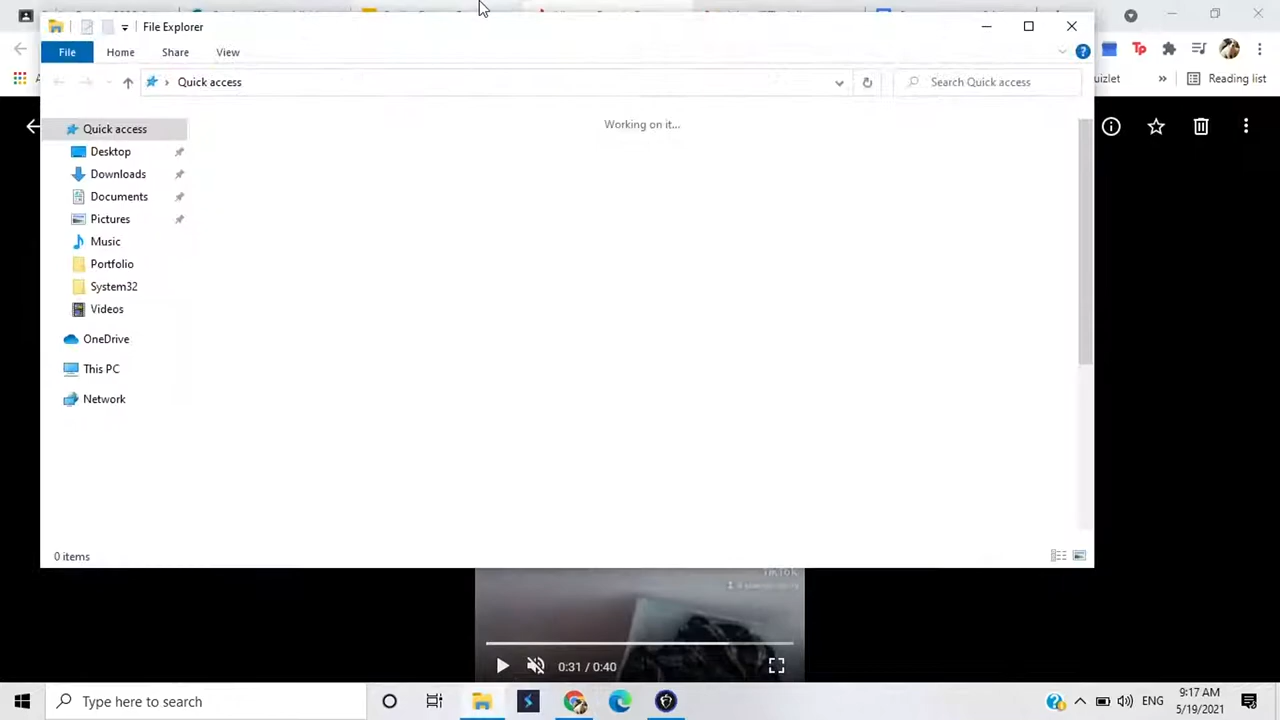 File Explorer
File Home Share View
Quick access
Search Quick access
uizlet » Reading list
Working on it...
Quick access
Desktop
Downloads
Documents
Pictures
Music
Portfolio
System32
Videos
OneDrive
This PC
Network
0 items
TikTok
0:31 / 0:40
Type here to search
ENG
9:17 AM
5/19/2021